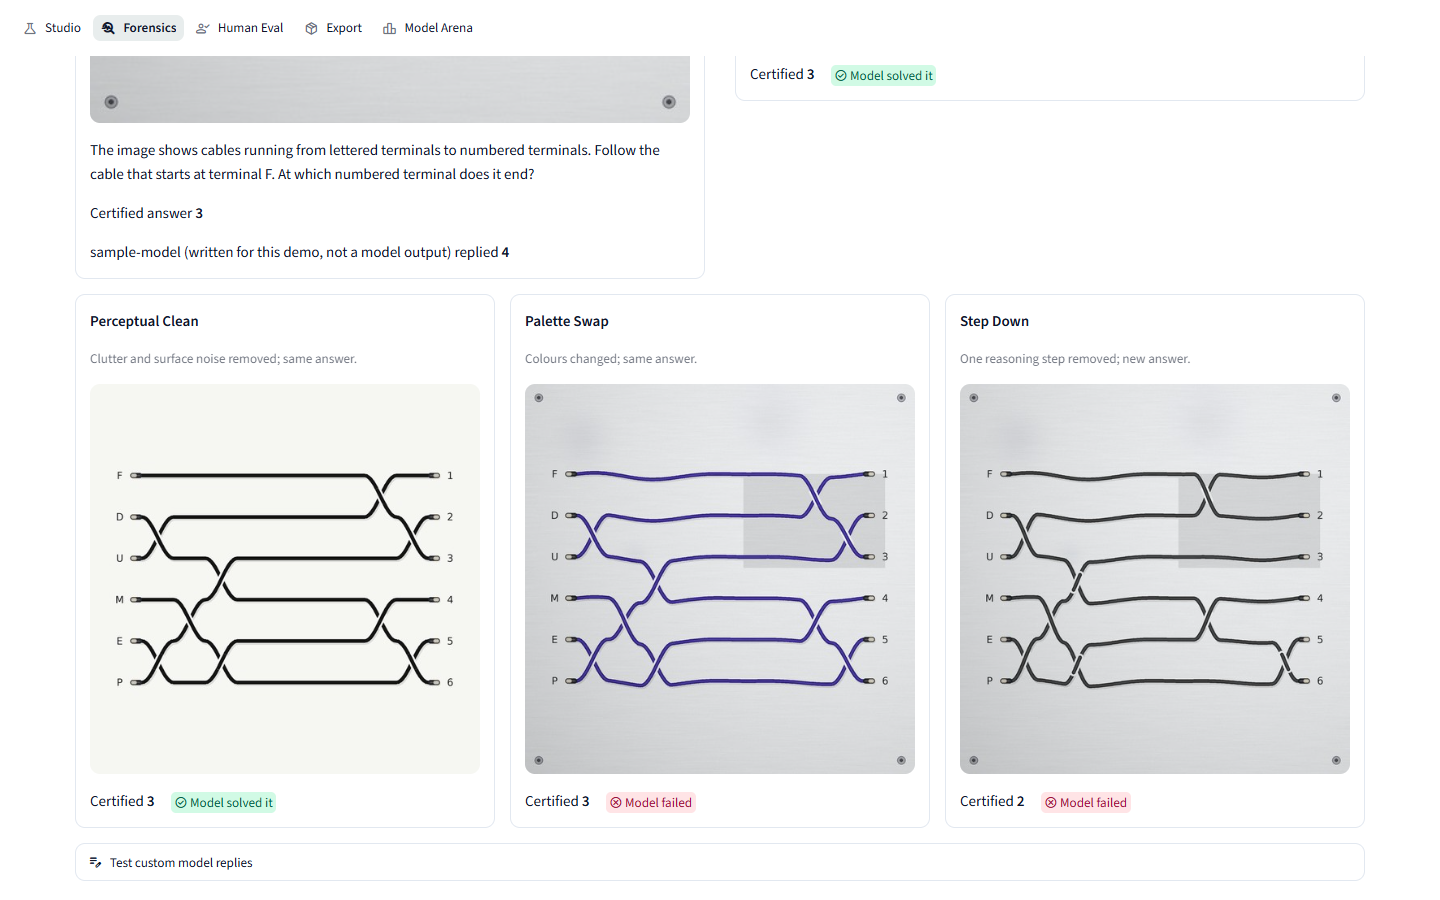 Studio
Forensics
Human Eval
Export
Model Arena
Certified 3
Model solved it
The image shows cables running from lettered terminals to numbered terminals. Follow the
cable that starts at terminal F. At which numbered terminal does it end?
Certified answer 3
sample-model (written for this demo, not a model output) replied 4
Perceptual Clean
Clutter and surface noise removed; same answer.
F 1
D 2
U 3
M 4
E 5
P 6
Certified 3
Model solved it
Palette Swap
Colours changed; same answer.
F 1
D 2
U 3
M 4
E 5
P 6
Certified 3
Model failed
Step Down
One reasoning step removed; new answer.
F 1
D 2
U 3
M 4
E 5
P 6
Certified 2
Model failed
Test custom model replies